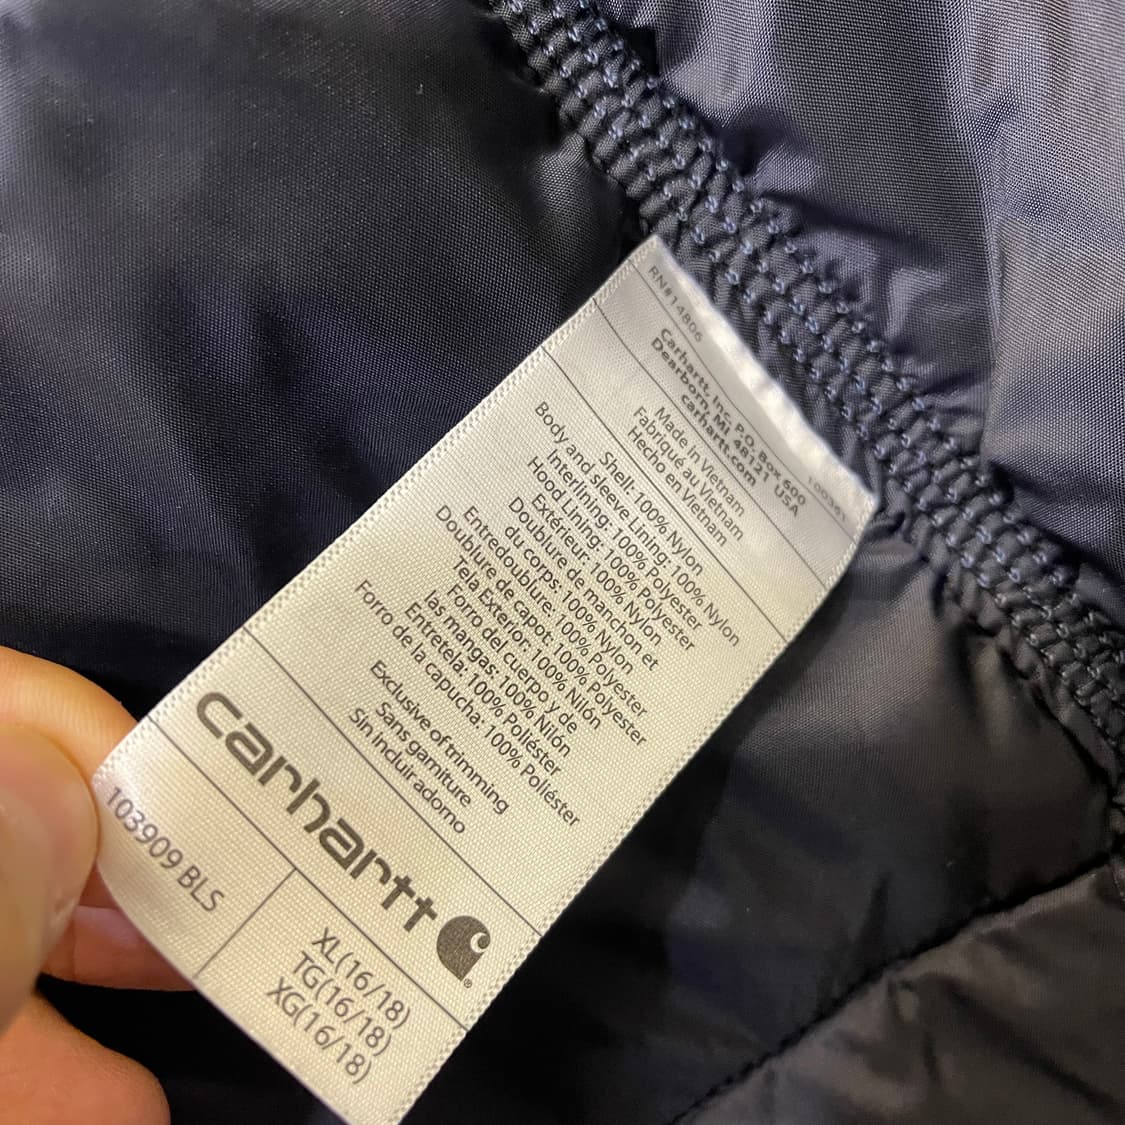 RN#14806
Carhartt, Inc. P.O. Box 600
Dearborn, MI 48121 USA
carhartt.com
Made in Vietnam
Fabriqué au Vietnam
Hecho en Vietnam
Shell: 100% Nylon
Body and sleeve Lining: 100% Nylon
Interlining: 100% Polyester
Hood Lining: 100% Polyester
Extérieur: 100% Nylon
Doublure de manchon et
du corps: 100% Nylon
Entredoublure: 100% Polyester
Doublure de capot: 100% Polyester
Tela Exterior: 100% Nilón
Forro del cuerpo y de
las mangas: 100% Nilón
Entretela: 100% Poliéster
Forro de la capucha: 100% Poliéster
Exclusive of trimming
Sans garniture
Sin incluir adorno
carhartt
103909 BLS
XL(16/18)
TG(16/18)
XG(16/18)